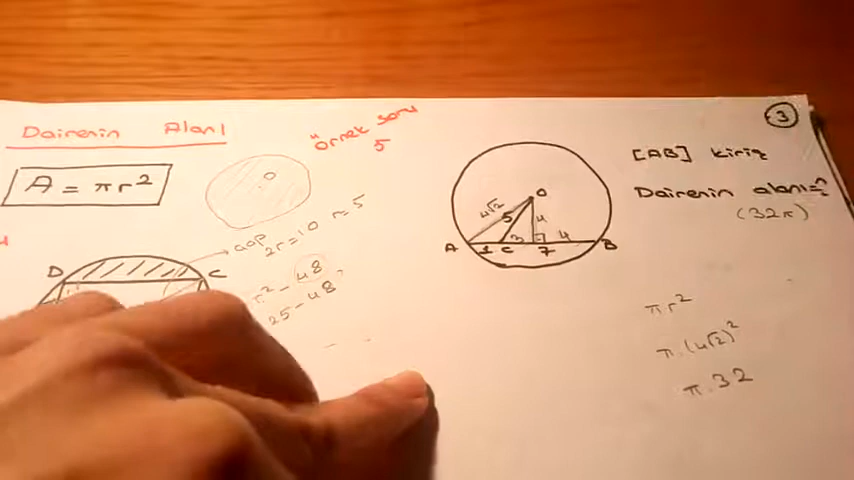 Dairenin Alanı
A = πr²
O
"Örnek Soru
5
çap
2r=10 r=5
48
25-48
D
C
3
[AB] kiriş
Dairenin alanı=?
(32π)
O
4√2
5
4
A
1
C
3
7
4
B
πr²
π.(4√2)²
π.32